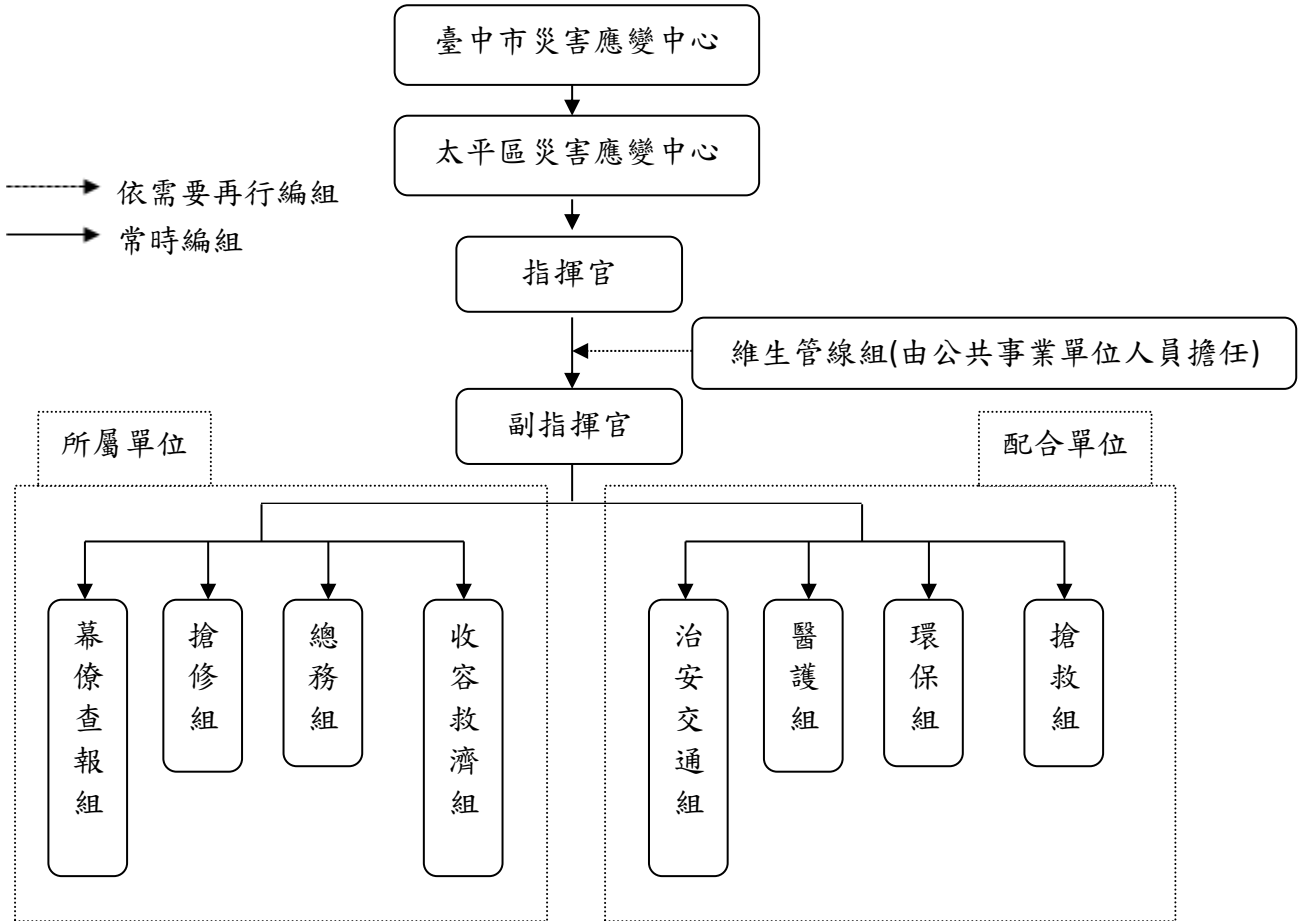 臺中市災害應變中心
太平區災害應變中心
依需要再行編組
常時編組
指揮官
維生管線組(由公共事業單位人員擔任)
副指揮官
所屬單位
配合單位
幕僚查報組
搶修組
總務組
收容救濟組
治安交通組
醫護組
環保組
搶救組